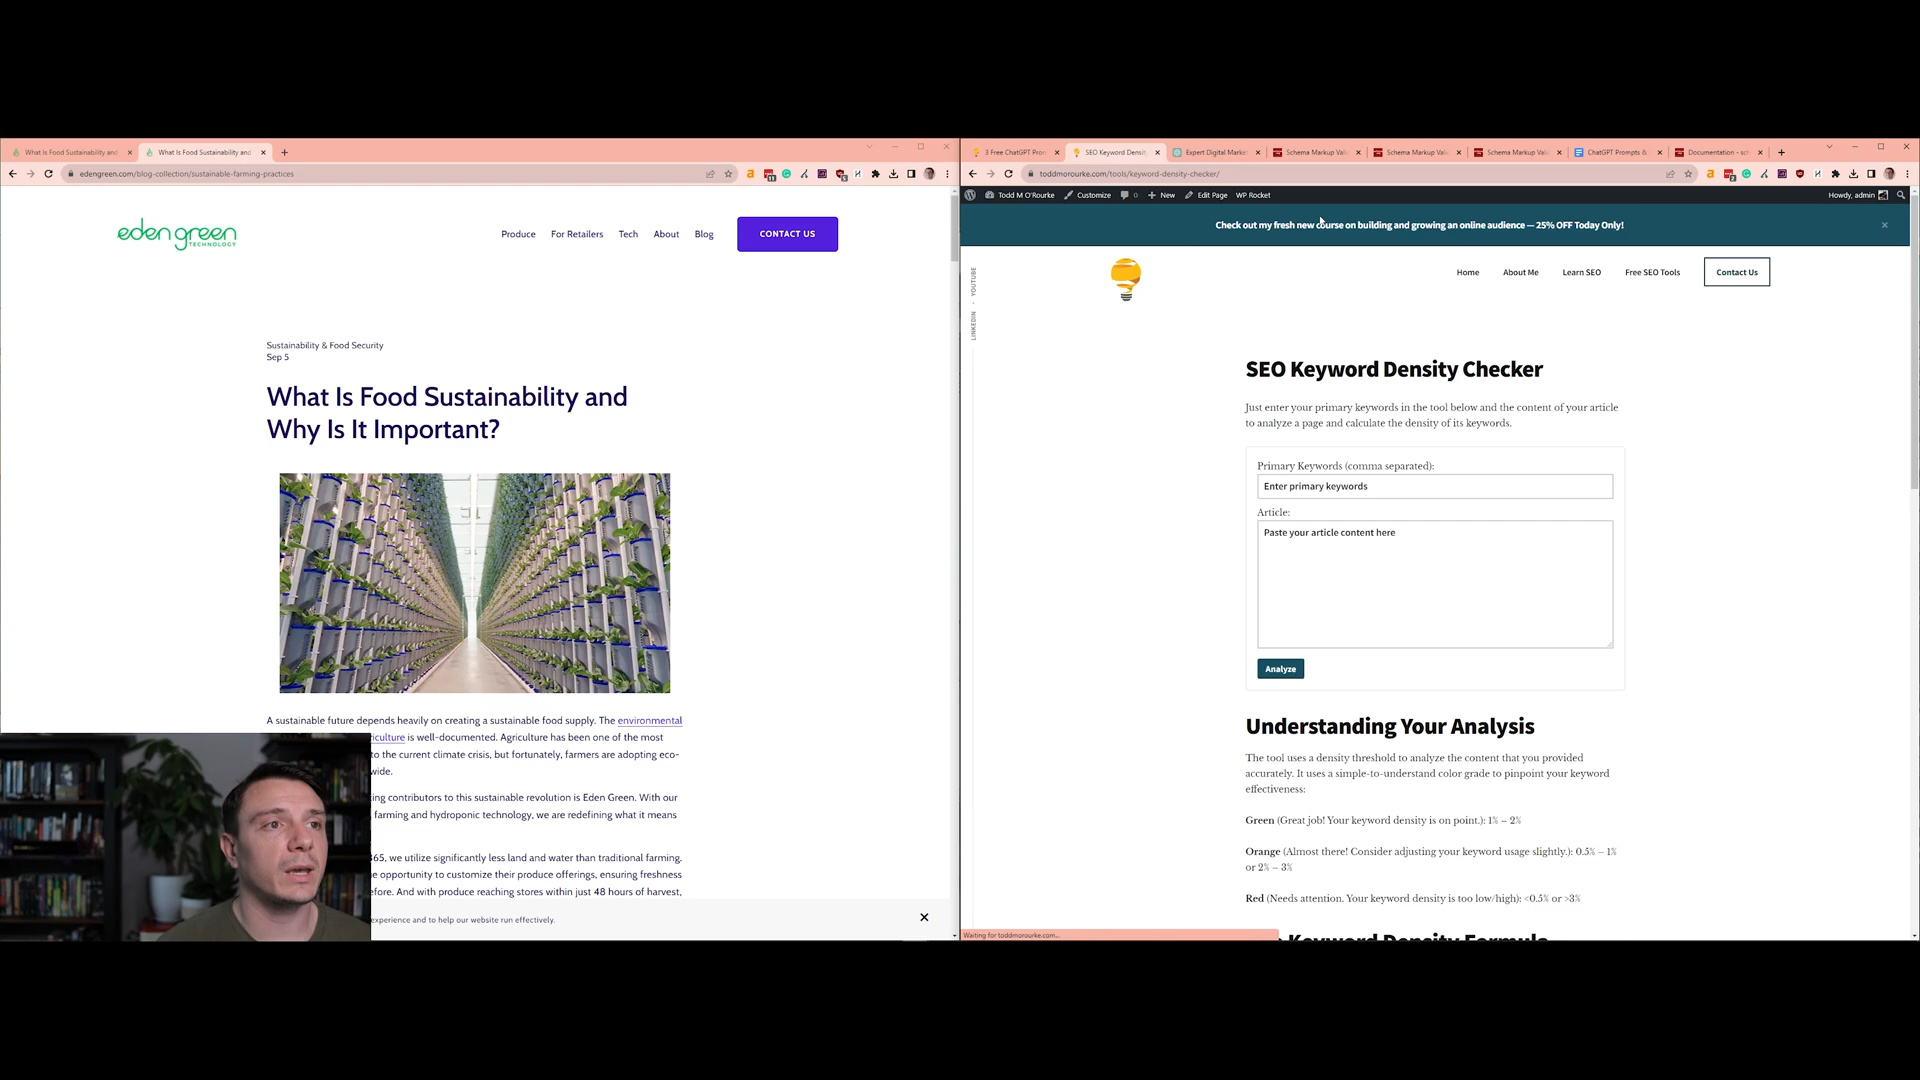 What Is Food Sustainability and
What Is Food Sustainability and
edengreen.com/blog-collection/sustainable-farming-practices
eden green
TECHNOLOGY
Produce
For Retailers
Tech
About
Blog
CONTACT US
Sustainability & Food Security
Sep 5
What Is Food Sustainability and
Why Is It Important?
A sustainable future depends heavily on creating a sustainable food supply. The environmental
riculture is well-documented. Agriculture has been one of the most
to the current climate crisis, but fortunately, farmers are adopting eco-
wide.
ting contributors to this sustainable revolution is Eden Green. With our
farming and hydroponic technology, we are redefining what it means
365, we utilize significantly less land and water than traditional farming.
e opportunity to customize their produce offerings, ensuring freshness
efore. And with produce reaching stores within just 48 hours of harvest,
experience and to help our website run effectively.
3 Free ChatGPT Pron
SEO Keyword Densit
Expert Digital Market
Schema Markup Vali
Schema Markup Vali
Schema Markup Vali
ChatGPT Prompts &
Documentation - sch
toddmorourke.com/tools/keyword-density-checker/
Todd M O'Rourke
Customize
0
New
Edit Page
WP Rocket
Howdy, admin
Check out my fresh new course on building and growing an online audience — 25% OFF Today Only!
LINKEDIN - YOUTUBE
Home
About Me
Learn SEO
Free SEO Tools
Contact Us
SEO Keyword Density Checker
Just enter your primary keywords in the tool below and the content of your article
to analyze a page and calculate the density of its keywords.
Primary Keywords (comma separated):
Enter primary keywords
Article:
Paste your article content here
Analyze
Understanding Your Analysis
The tool uses a density threshold to analyze the content that you provided
accurately. It uses a simple-to-understand color grade to pinpoint your keyword
effectiveness:
Green (Great job! Your keyword density is on point.): 1% – 2%
Orange (Almost there! Consider adjusting your keyword usage slightly.): 0.5% – 1%
or 2% – 3%
Red (Needs attention. Your keyword density is too low/high): <0.5% or >3%
Keyword Density Formula
Waiting for toddmorourke.com...